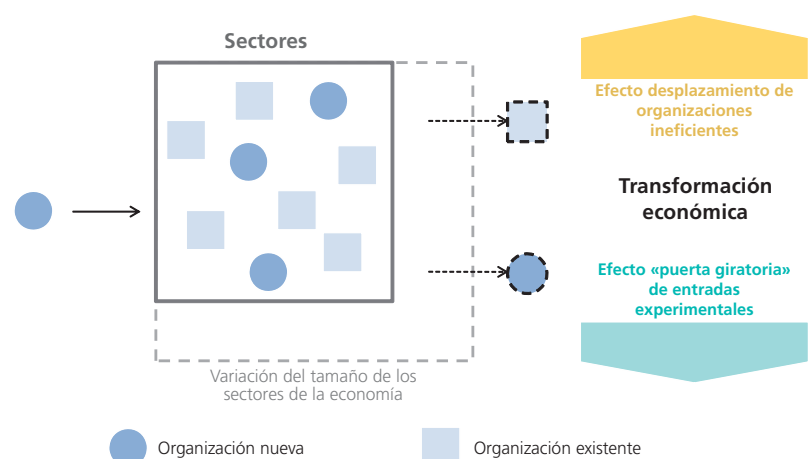 Sectores
Efecto desplazamiento de
organizaciones
ineficientes
Transformación
económica
Efecto «puerta giratoria»
de entradas
experimentales
Variación del tamaño de los
sectores de la economía
Organización nueva
Organización existente